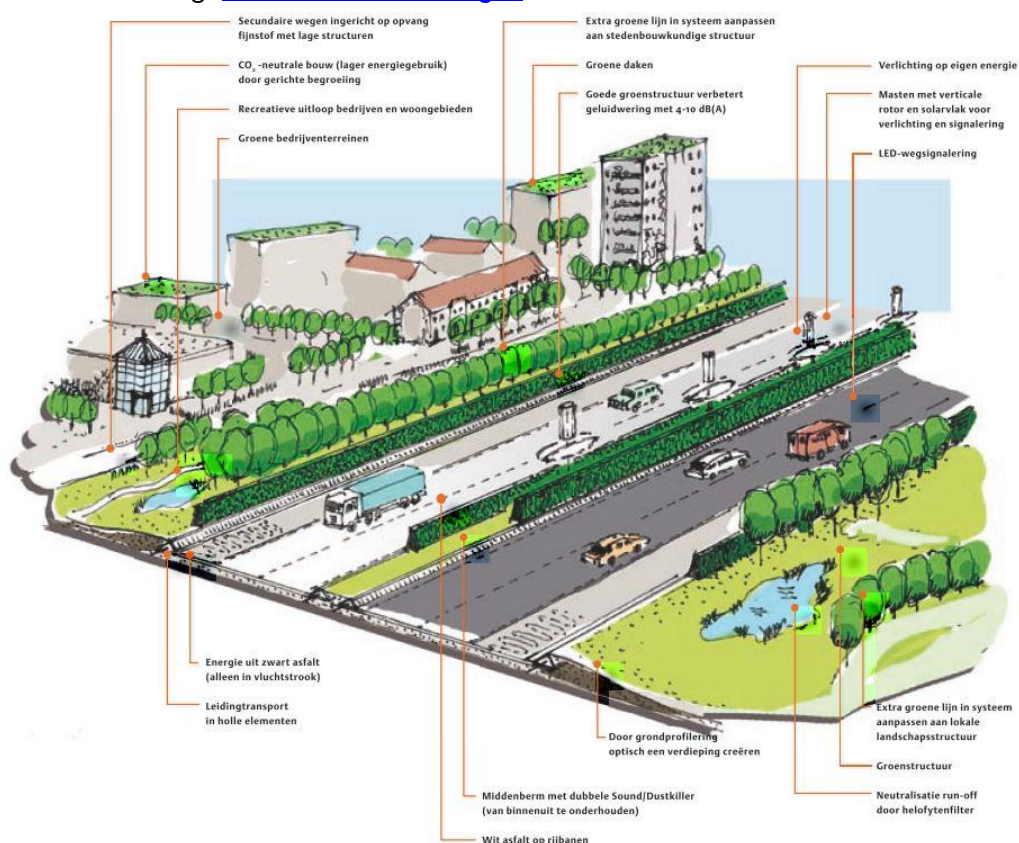 Secundaire wegen ingericht op opvang
fijnstof met lage structuren
CO₂-neutrale bouw (lager energiegebruik)
door gerichte begroeiing
Recreatieve uitloop bedrijven en woongebieden
Groene bedrijventerreinen
Extra groene lijn in systeem aanpassen
aan stedenbouwkundige structuur
Groene daken
Goede groenstructuur verbetert
geluidwering met 4-10 dB(A)
Verlichting op eigen energie
Masten met verticale
rotor en solarvlak voor
verlichting en signalering
LED-wegsignalering
Energie uit zwart asfalt
(alleen in vluchtstrook)
Leidingtransport
in holle elementen
Door grondprofilering
optisch een verdieping creëren
Middenberm met dubbele Sound/Dustkiller
(van binnenuit te onderhouden)
Wit asfalt op rijbanen
Extra groene lijn in systeem
aanpassen aan lokale
landschapsstructuur
Groenstructuur
Neutralisatie run-off
door helofytenfilter